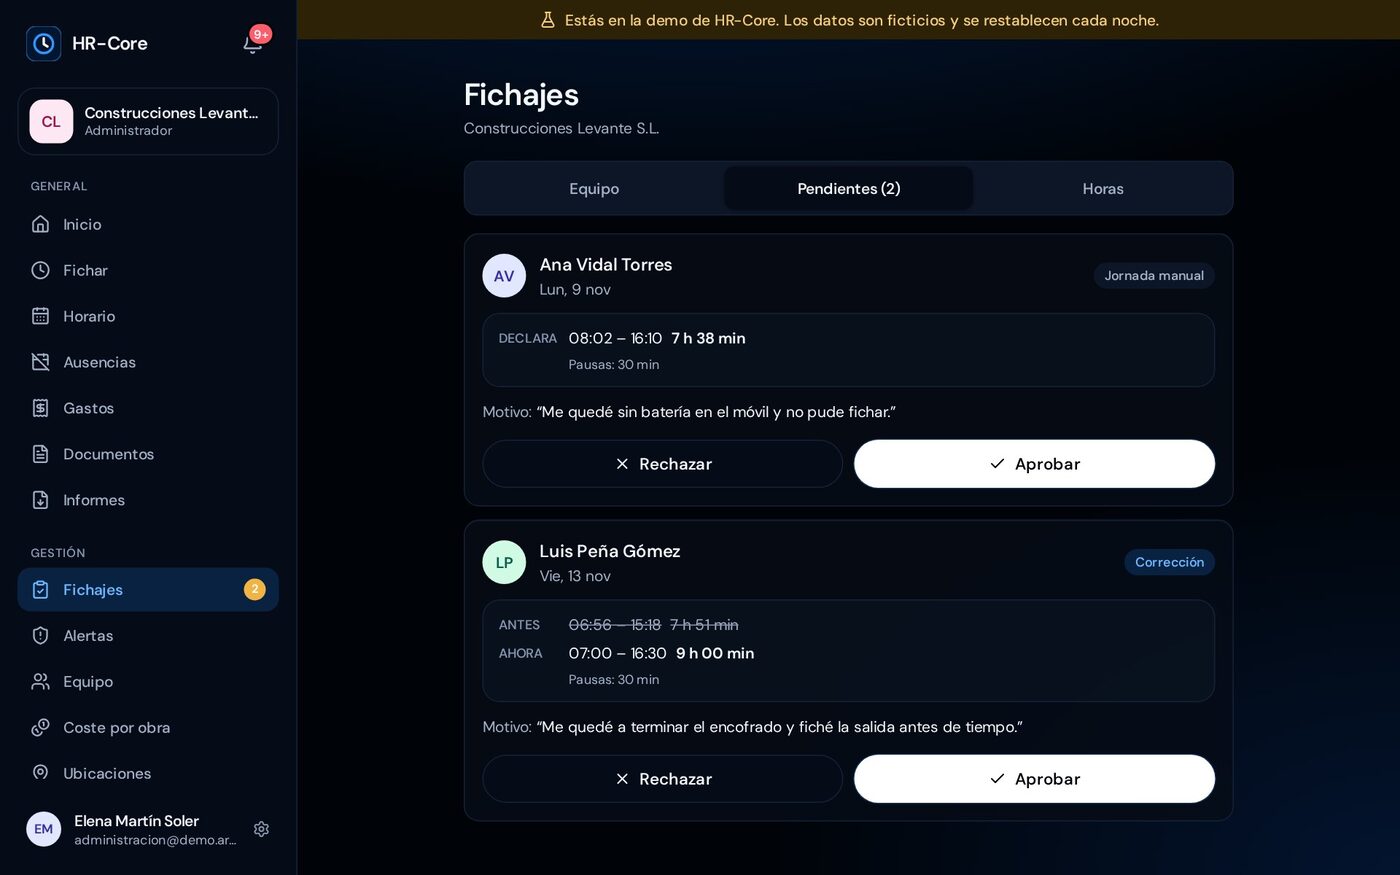 HR-Core
9+
CL
Construcciones Levant...
Administrador
GENERAL
Inicio
Fichar
Horario
Ausencias
Gastos
Documentos
Informes
GESTIÓN
Fichajes
2
Alertas
Equipo
Coste por obra
Ubicaciones
EM
Elena Martín Soler
administracion@demo.ar...
Estás en la demo de HR-Core. Los datos son ficticios y se restablecen cada noche.
Fichajes
Construcciones Levante S.L.
Equipo
Pendientes (2)
Horas
AV
Ana Vidal Torres
Lun, 9 nov
Jornada manual
DECLARA 08:02 – 16:10 7 h 38 min
Pausas: 30 min
Motivo: “Me quedé sin batería en el móvil y no pude fichar.”
Rechazar
Aprobar
LP
Luis Peña Gómez
Vie, 13 nov
Corrección
ANTES 06:56 – 15:18 7 h 51 min
AHORA 07:00 – 16:30 9 h 00 min
Pausas: 30 min
Motivo: “Me quedé a terminar el encofrado y fiché la salida antes de tiempo.”
Rechazar
Aprobar